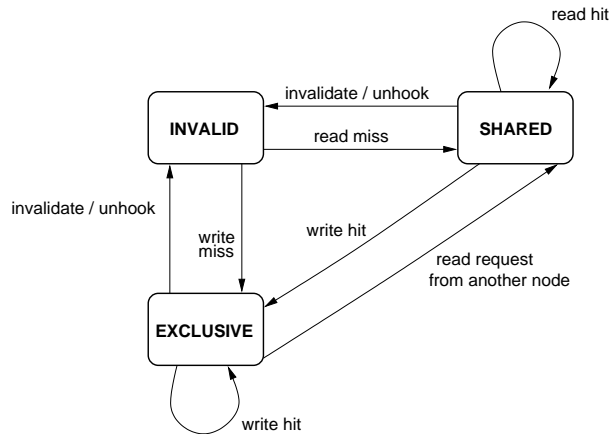 read hit
invalidate / unhook
INVALID
SHARED
read miss
invalidate / unhook
write
miss
write hit
read request
from another node
EXCLUSIVE
write hit